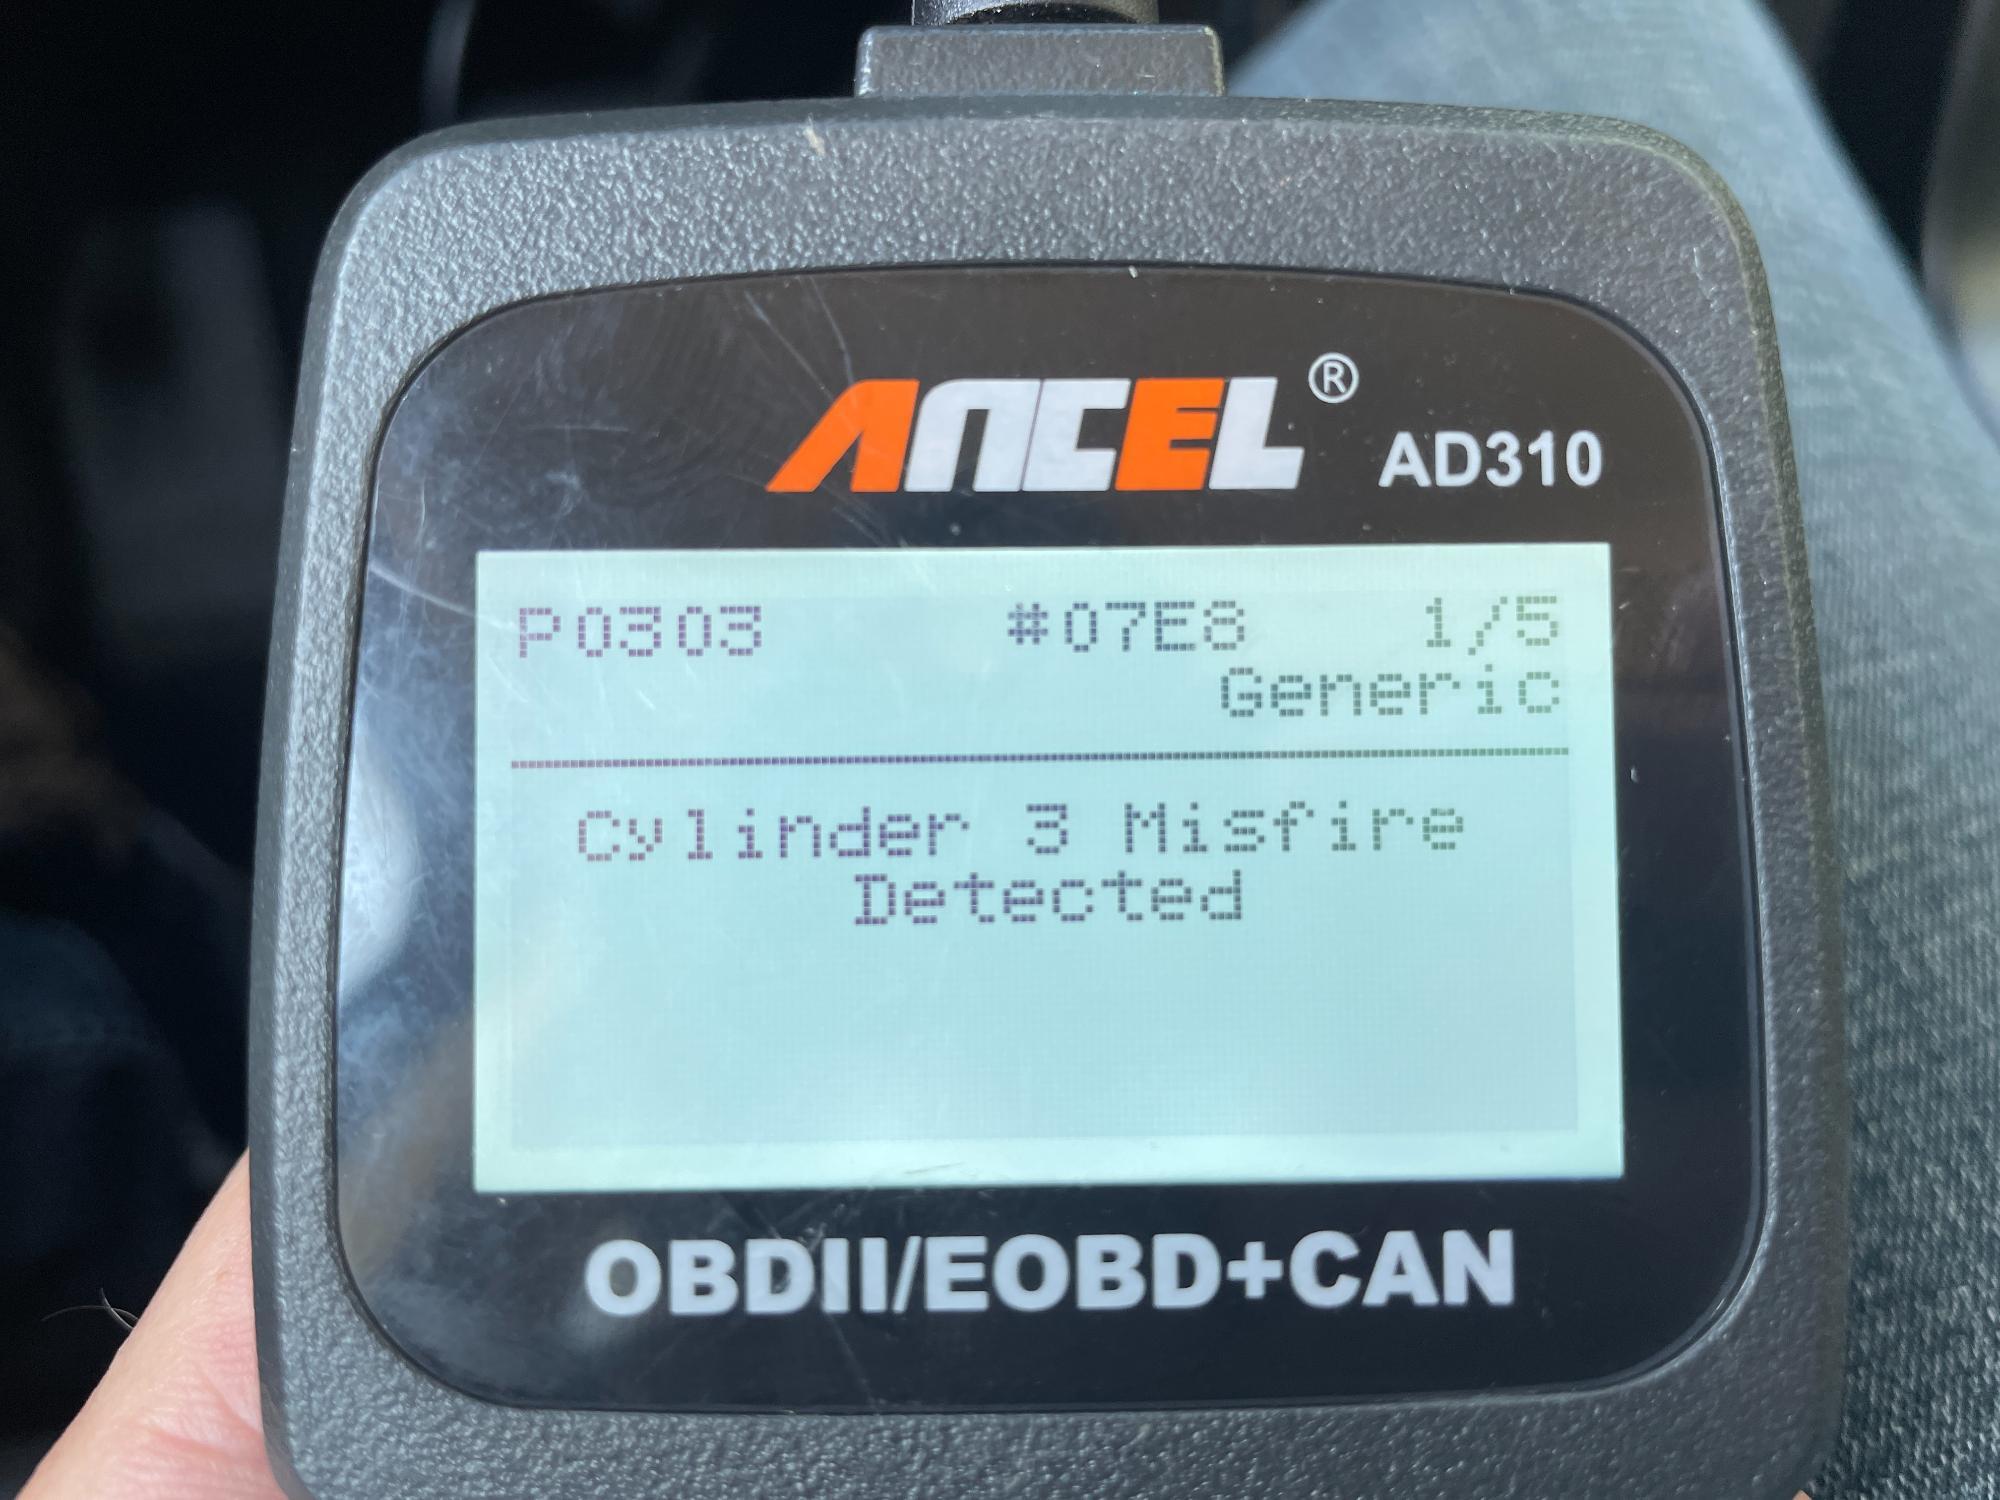 ANCEL® AD310
P0303 #07E8 1/5
Generic
Cylinder 3 Misfire
Detected
OBDII/EOBD+CAN